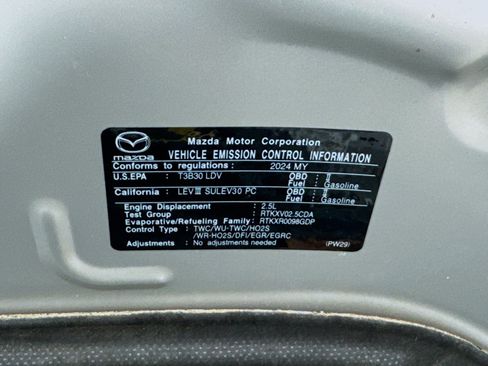 Mazda Motor Corporation
mazda
VEHICLE EMISSION CONTROL INFORMATION
Conforms to regulations: 2024 MY
U.S.EPA : T3B30 LDV OBD : II
Fuel : Gasoline
California : LEVIII SULEV30 PC OBD : II
Fuel : Gasoline
Engine Displacement : 2.5L
Test Group : RTKXV02.5CDA
Evaporative/Refueling Family: RTKXR0098GDP
Control Type : TWC/WU-TWC/HO2S
/WR-HO2S/DFI/EGR/EGRC
Adjustments : No adjustments needed (PW29)